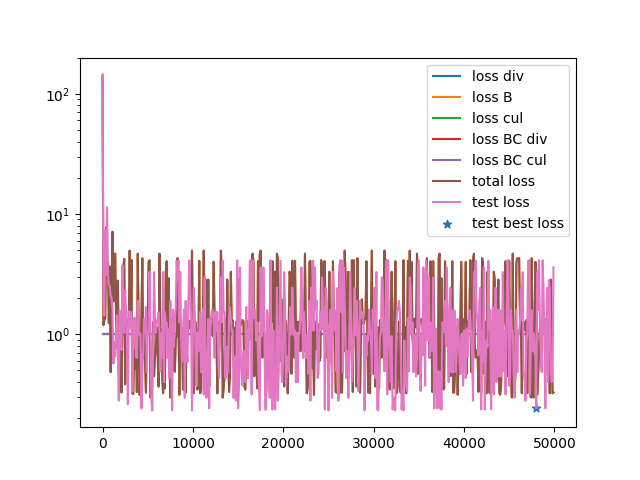 10²
10¹
10⁰
0
10000
20000
30000
40000
50000
loss div
loss B
loss cul
loss BC div
loss BC cul
total loss
test loss
test best loss